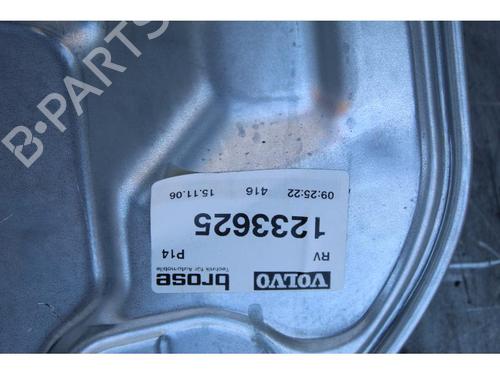 B-PARTS
VOLVO brose
Technik für Automobile
RV P14
1233625
09:25:22 416 15.11.06